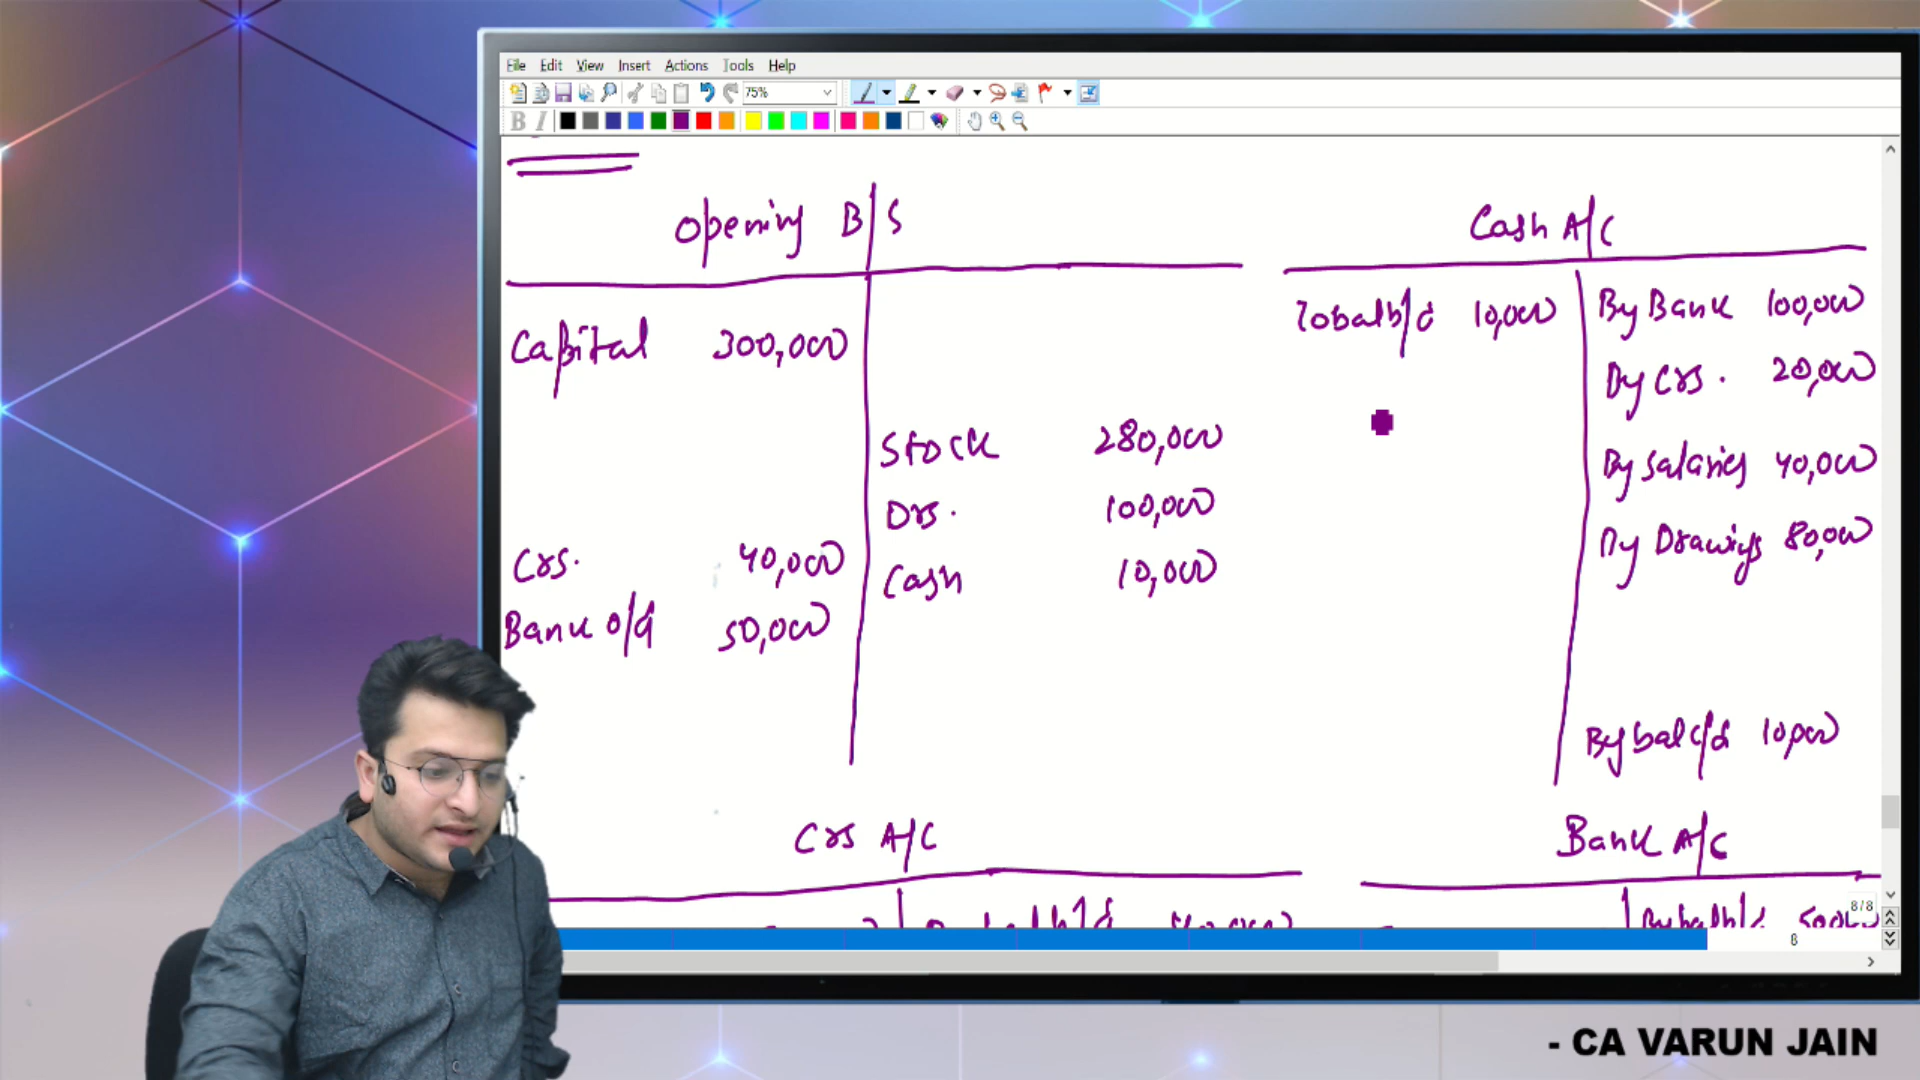 File Edit View Insert Actions Tools Help
75%
B I
Opening B/S
Capital 300,000
Stock 280,000
Drs. 100,000
Crs. 40,000
Cash 10,000
Bank o/d 50,000
Cash A/C
To bal b/d 10,000
By Bank 100,000
By Crs. 20,000
By Salaries 40,000
By Drawings 80,000
By bal c/d 10,000
Crs A/C
Bank A/C
By bal b/d
8/8
8
- CA VARUN JAIN